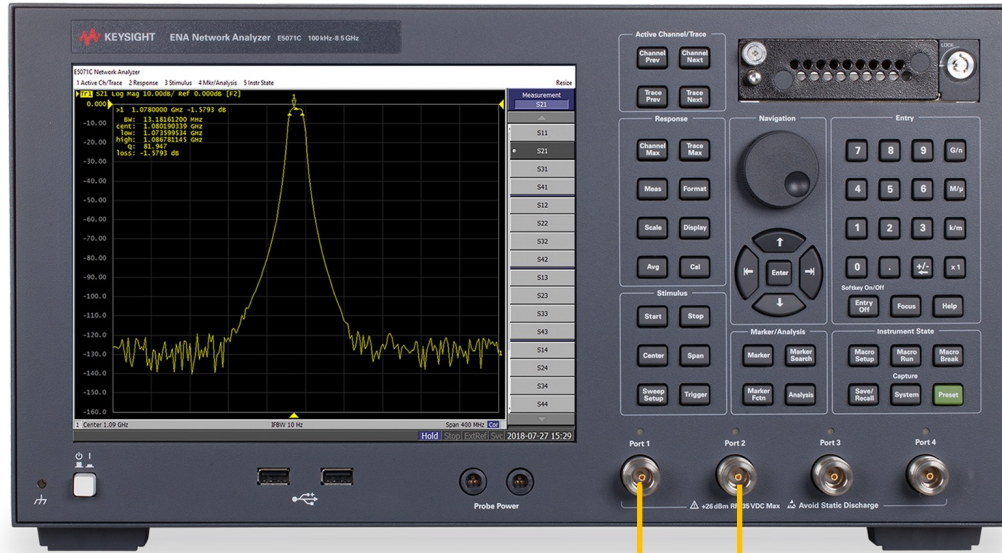 KEYSIGHT ENA Network Analyzer E5071C 100 kHz-8.5 GHz
E5071C Network Analyzer
1 Active Ch/Trace 2 Response 3 Stimulus 4 Mkr/Analysis 5 Instr State Resize
Tr1 S21 Log Mag 10.00dB/ Ref 0.000dB [F2]
>1 1.0780000 GHz -1.5793 dB
BW: 13.18161200 MHz
cent: 1.080190339 GHz
low: 1.073599534 GHz
high: 1.086781145 GHz
Q: 81.947
loss: -1.5793 dB
1
0.000
-10.00
-20.00
-30.00
-40.00
-50.00
-60.00
-70.00
-80.00
-90.00
-100.0
-110.0
-120.0
-130.0
-140.0
-150.0
-160.0
1
1 Center 1.09 GHz IFBW 10 Hz Span 400 MHz Cor
Hold Stop ExtRef Svc 2018-07-27 15:29
Measurement
S21
S11
S21
S31
S41
S12
S22
S32
S42
S13
S23
S33
S43
S14
S24
S34
S44
Active Channel/Trace
Channel Prev
Channel Next
Trace Prev
Trace Next
LOCK
Response
Channel Max
Trace Max
Meas
Format
Scale
Display
Avg
Cal
Navigation
Enter
Entry
7 8 9 G/n
4 5 6 M/µ
1 2 3 k/m
0 . +/- x 1
Softkey On/Off
Entry Off
Focus
Help
Stimulus
Start
Stop
Center
Span
Sweep Setup
Trigger
Marker/Analysis
Marker
Marker Search
Marker Fctn
Analysis
Instrument State
Macro Setup
Macro Run
Macro Break
Capture
Save/Recall
System
Preset
Probe Power
Port 1
Port 2
Port 3
Port 4
+26 dBm RF 35 VDC Max Avoid Static Discharge